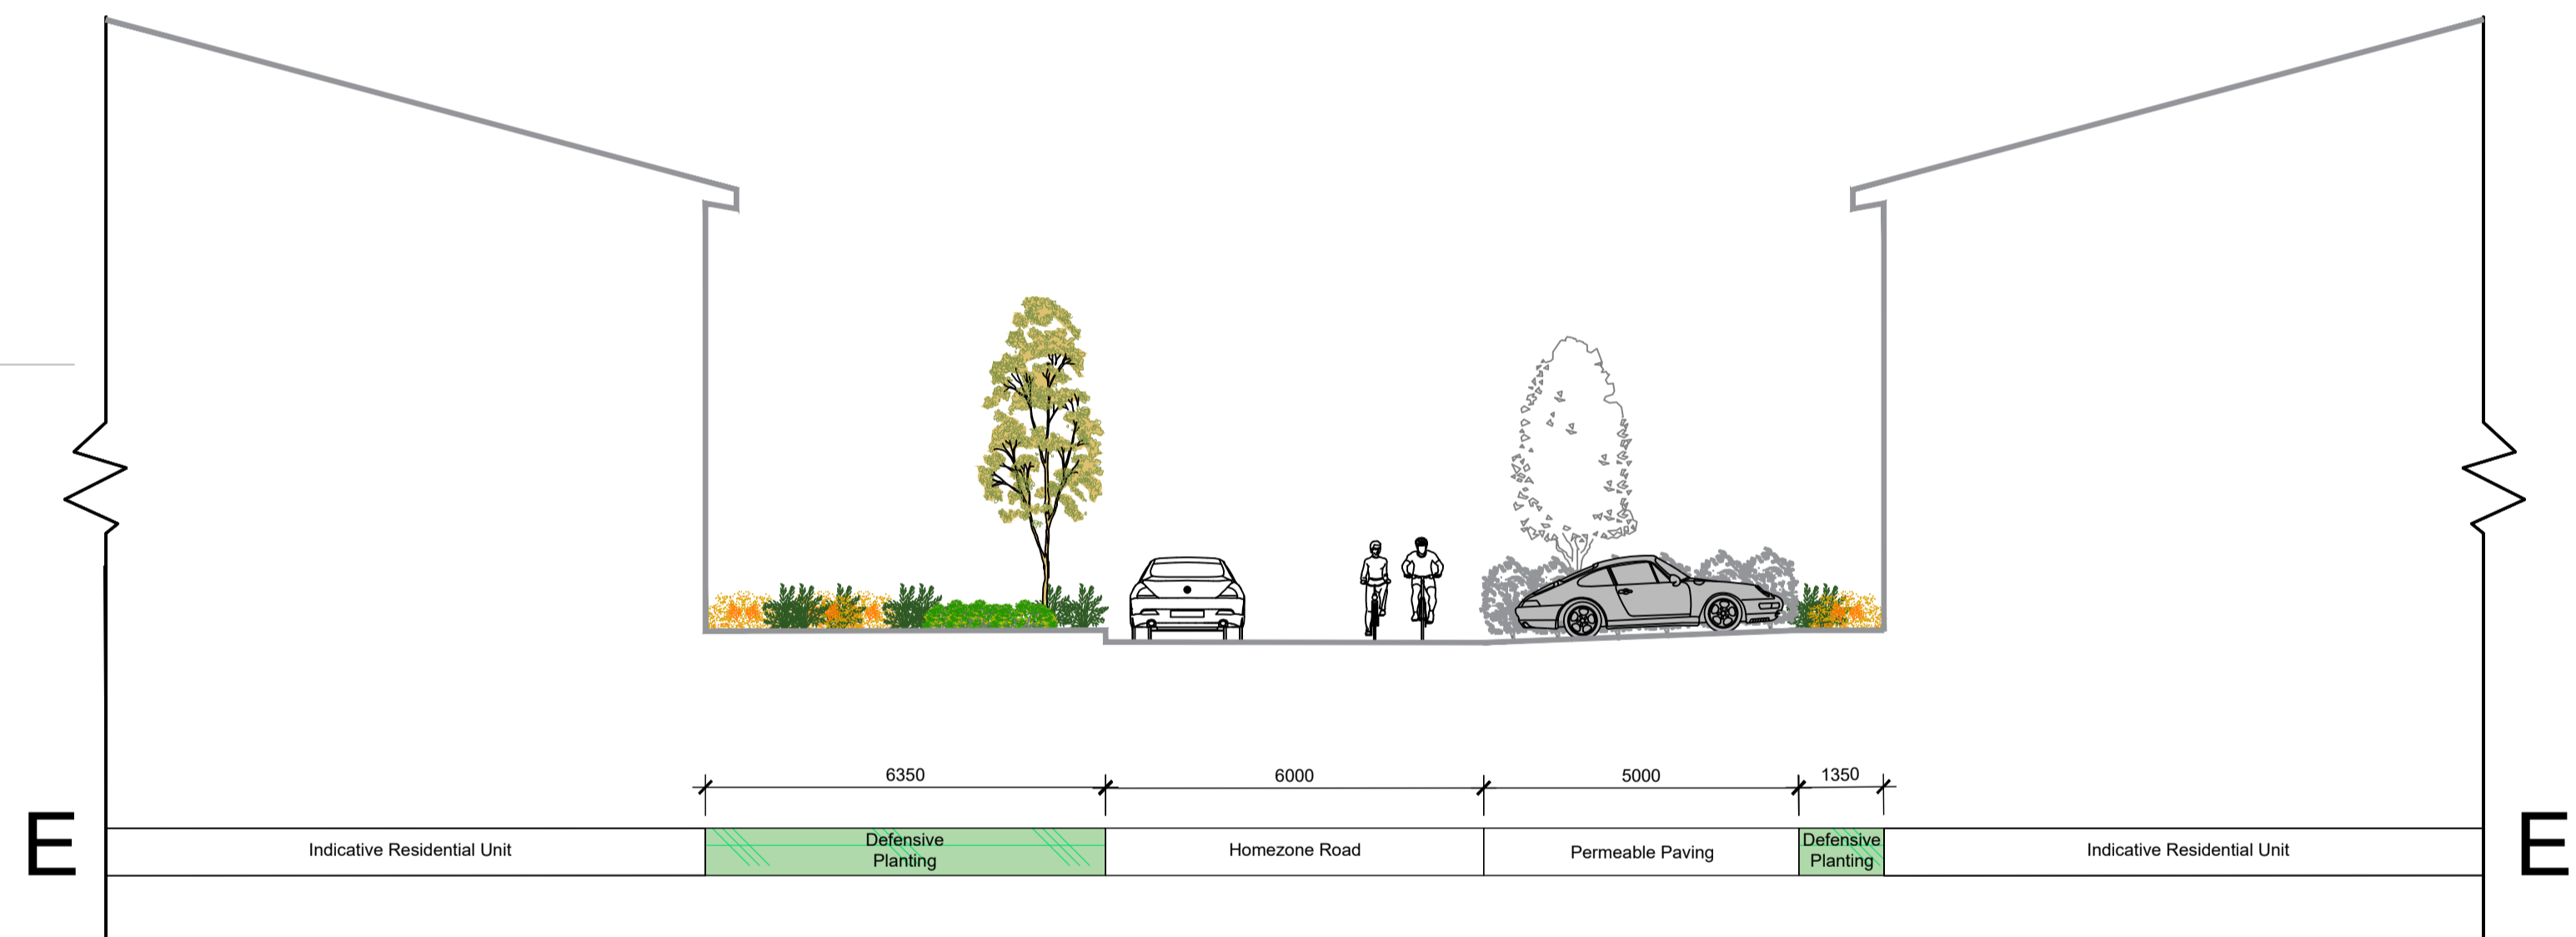 6350 6000 5000 1350
E E
Indicative Residential Unit Defensive Planting Homezone Road Permeable Paving Defensive Planting Indicative Residential Unit